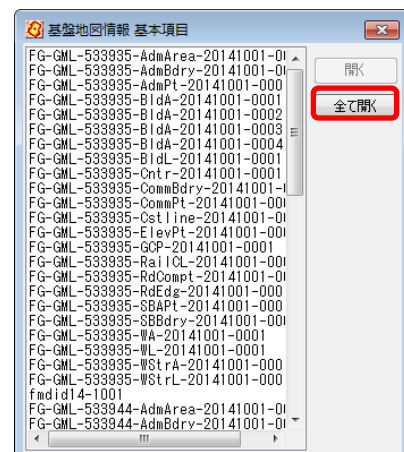 基盤地図情報 基本項目
FG-GML-533935-AdmArea-20141001-0
FG-GML-533935-AdmBdry-20141001-0
FG-GML-533935-AdmPt-20141001-000
FG-GML-533935-BldA-20141001-0001
FG-GML-533935-BldA-20141001-0002
FG-GML-533935-BldA-20141001-0003
FG-GML-533935-BldA-20141001-0004
FG-GML-533935-BldL-20141001-0001
FG-GML-533935-Cntr-20141001-0001
FG-GML-533935-CommBdry-20141001-
FG-GML-533935-CommPt-20141001-00
FG-GML-533935-Cstline-20141001-0
FG-GML-533935-ElevPt-20141001-00
FG-GML-533935-GCP-20141001-0001
FG-GML-533935-RailCL-20141001-00
FG-GML-533935-RdCompt-20141001-0
FG-GML-533935-RdEdg-20141001-000
FG-GML-533935-SBAPt-20141001-000
FG-GML-533935-SBBdry-20141001-00
FG-GML-533935-WA-20141001-0001
FG-GML-533935-WL-20141001-0001
FG-GML-533935-WStrA-20141001-000
FG-GML-533935-WStrL-20141001-000
fmdid14-1001
FG-GML-533944-AdmArea-20141001-0
FG-GML-533944-AdmBdry-20141001-0
開く
全て開く